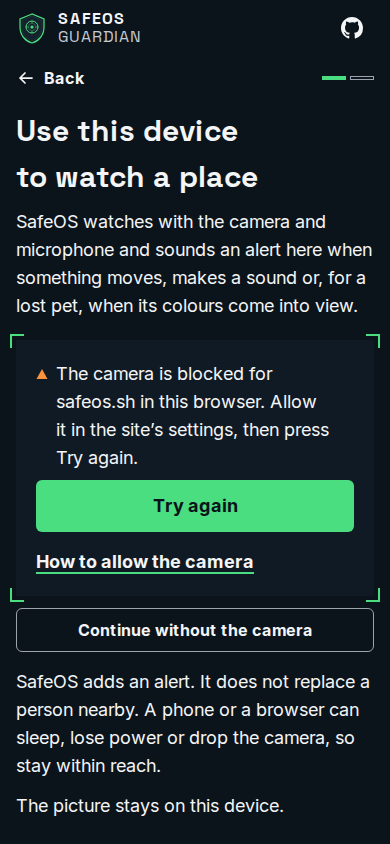 SAFEOS
GUARDIAN
Back
Use this device
to watch a place
SafeOS watches with the camera and
microphone and sounds an alert here when
something moves, makes a sound or, for a
lost pet, when its colours come into view.
The camera is blocked for
safeos.sh in this browser. Allow
it in the site’s settings, then press
Try again.
Try again
How to allow the camera
Continue without the camera
SafeOS adds an alert. It does not replace a
person nearby. A phone or a browser can
sleep, lose power or drop the camera, so
stay within reach.
The picture stays on this device.